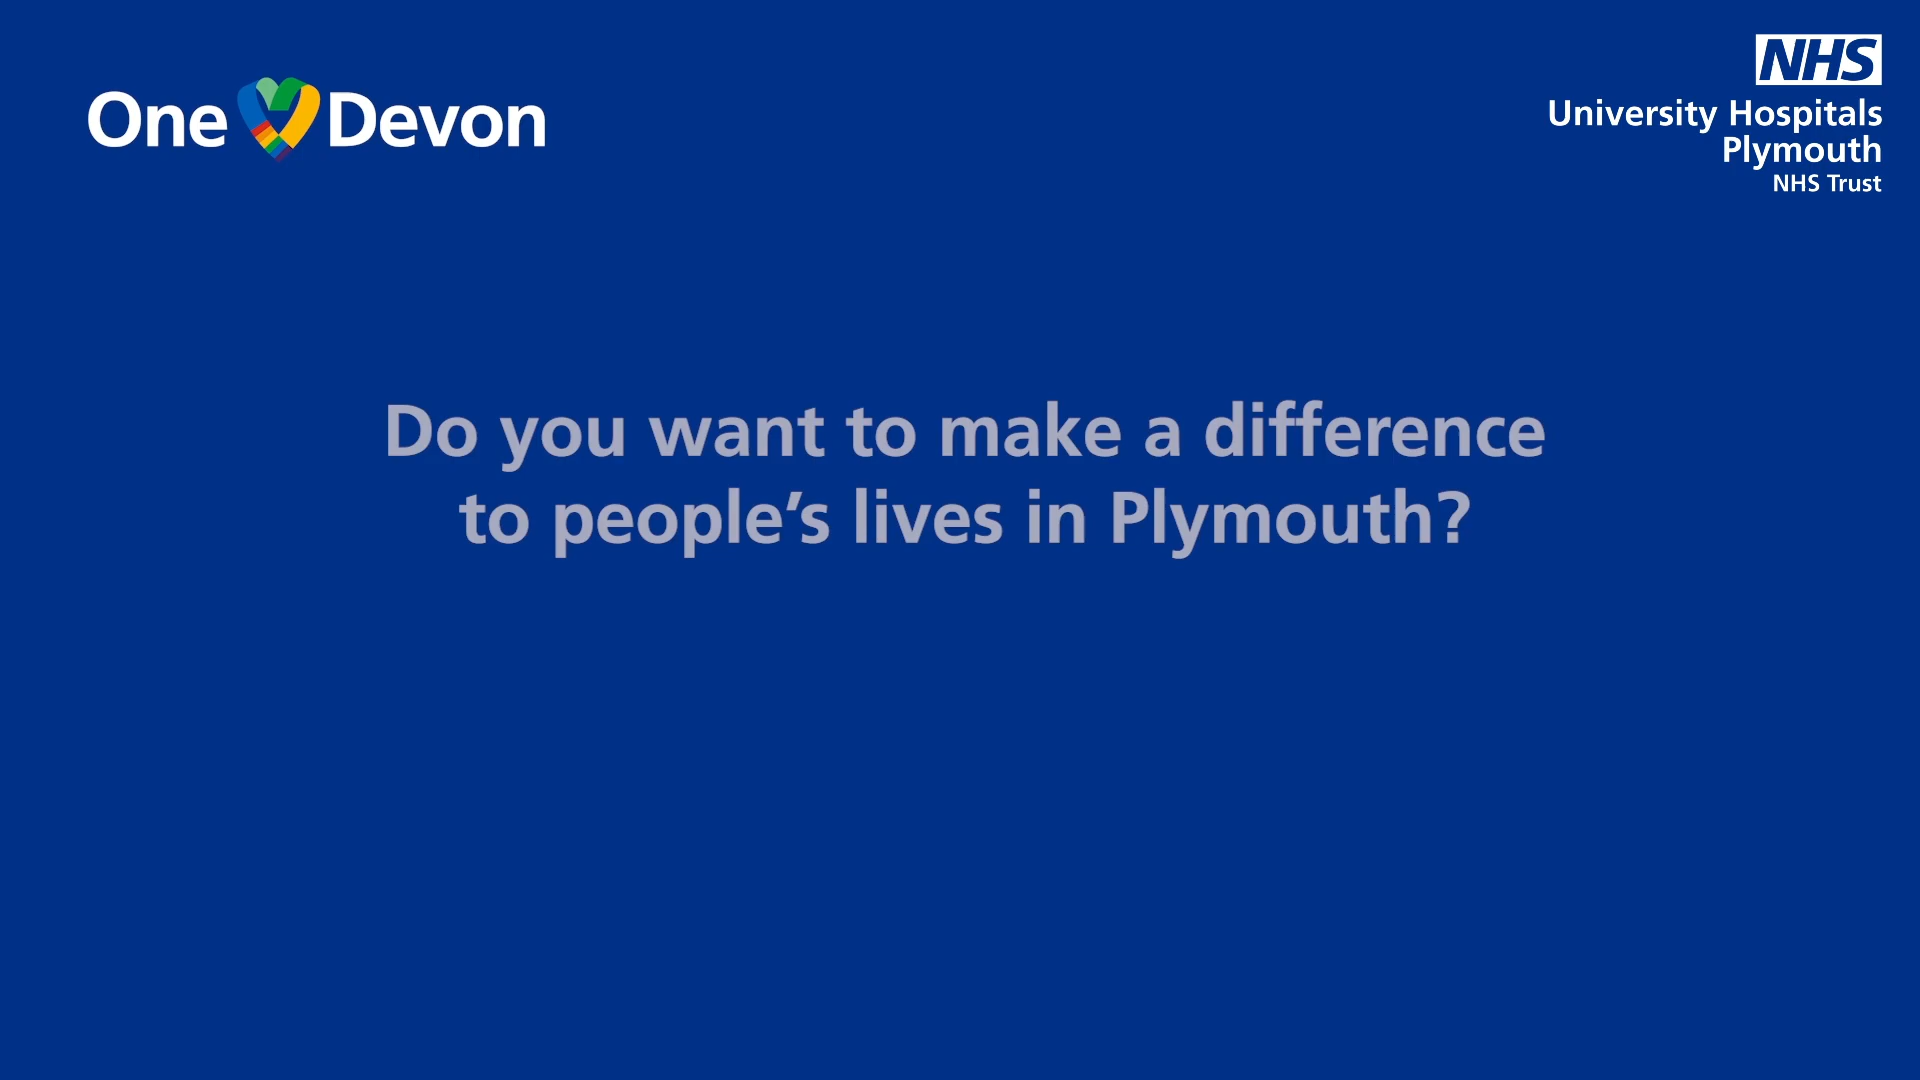 One Devon
NHS
University Hospitals
Plymouth
NHS Trust
Do you want to make a difference
to people’s lives in Plymouth?